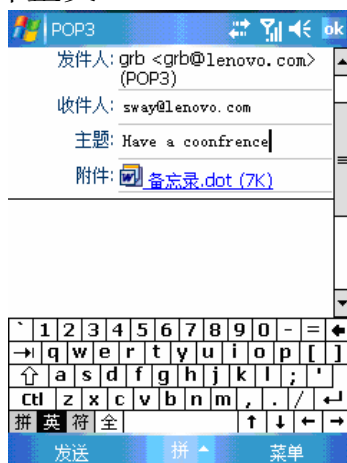 POP3 ok
发件人: grb <grb@lenovo.com>
(POP3)
收件人: sway@lenovo.com
主题: Have a coonfrence
附件: 备忘录.dot (7K)
` 1 2 3 4 5 6 7 8 9 0 - =
q w e r t y u i o p [ ]
a s d f g h j k l ; '
Ctl z x c v b n m , . /
拼 英 符 全
发送 拼 菜单